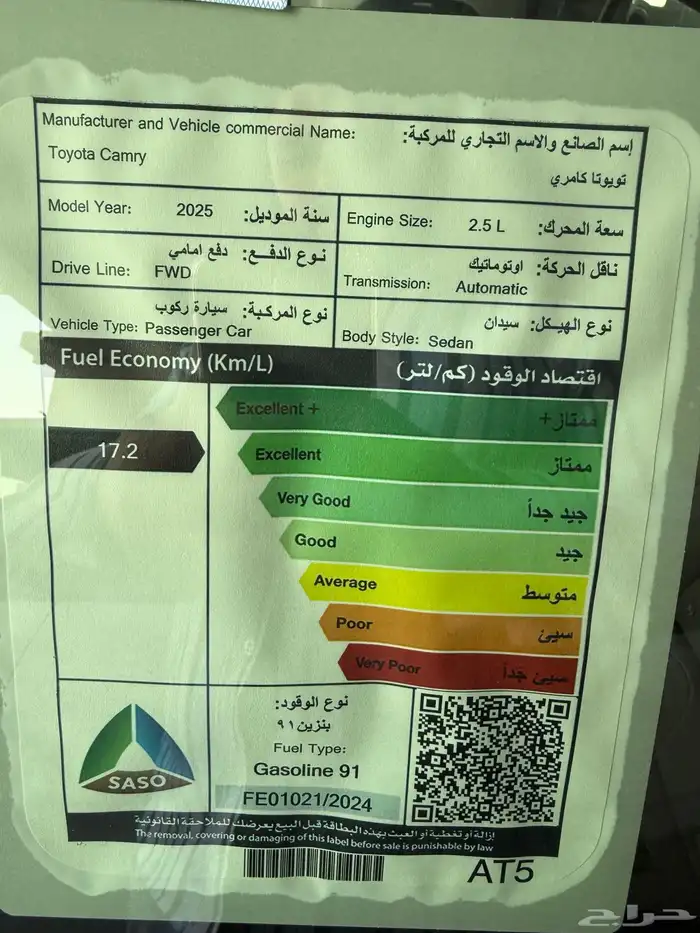 Manufacturer and Vehicle commercial Name:
إسم الصانع والاسم التجاري للمركبة:
Toyota Camry
تويوتا كامري
Model Year: 2025 سنة الموديل:
Engine Size: 2.5 L سعة المحرك:
نوع الدفـع: دفع امامي
Drive Line: FWD
ناقل الحركة: اوتوماتيك
Transmission: Automatic
نوع المركبة: سيارة ركوب
Vehicle Type: Passenger Car
نوع الهيكل: سيدان
Body Style: Sedan
Fuel Economy (Km/L) اقتصاد الوقود (كم/لتر)
Excellent + ممتاز+
17.2
Excellent ممتاز
Very Good جيد جداً
Good جيد
Average متوسط
Poor سيئ
Very Poor سيئ جداً
SASO
نوع الوقود:
بنزين ٩١
Fuel Type:
Gasoline 91
FE01021/2024
إزالة أو تغطية أو العبث بهذه البطاقة قبل البيع يعرضك للملاحقة القانونية
The removal, covering or damaging of this label before sale is punishable by law
AT5
حراج